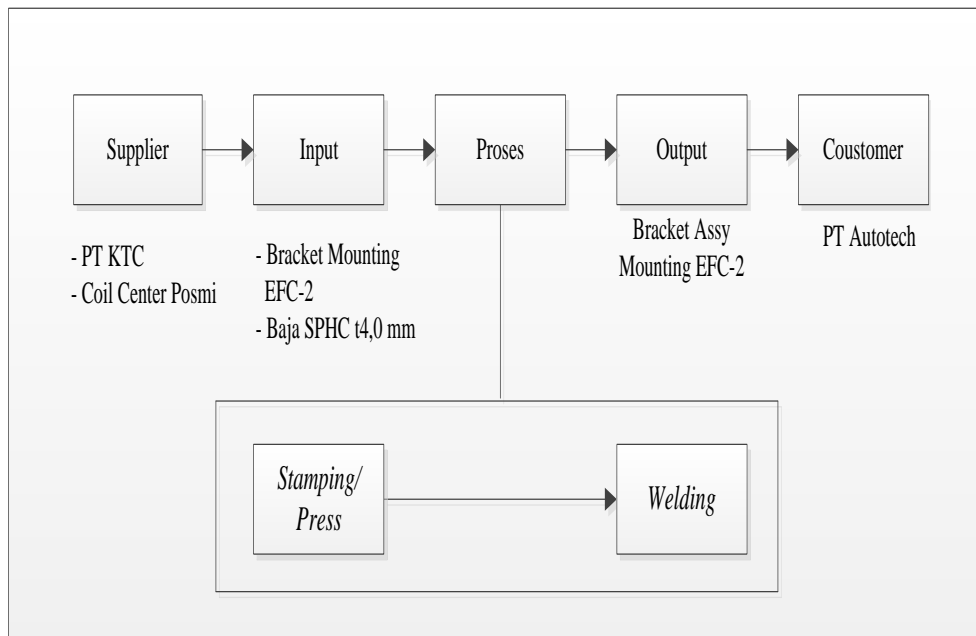 Supplier
Input
Proses
Output
Coustomer
- PT KTC
- Coil Center Posmi
- Bracket Mounting
EFC-2
- Baja SPHC t4,0 mm
Bracket Assy
Mounting EFC-2
PT Autotech
Stamping/
Press
Welding